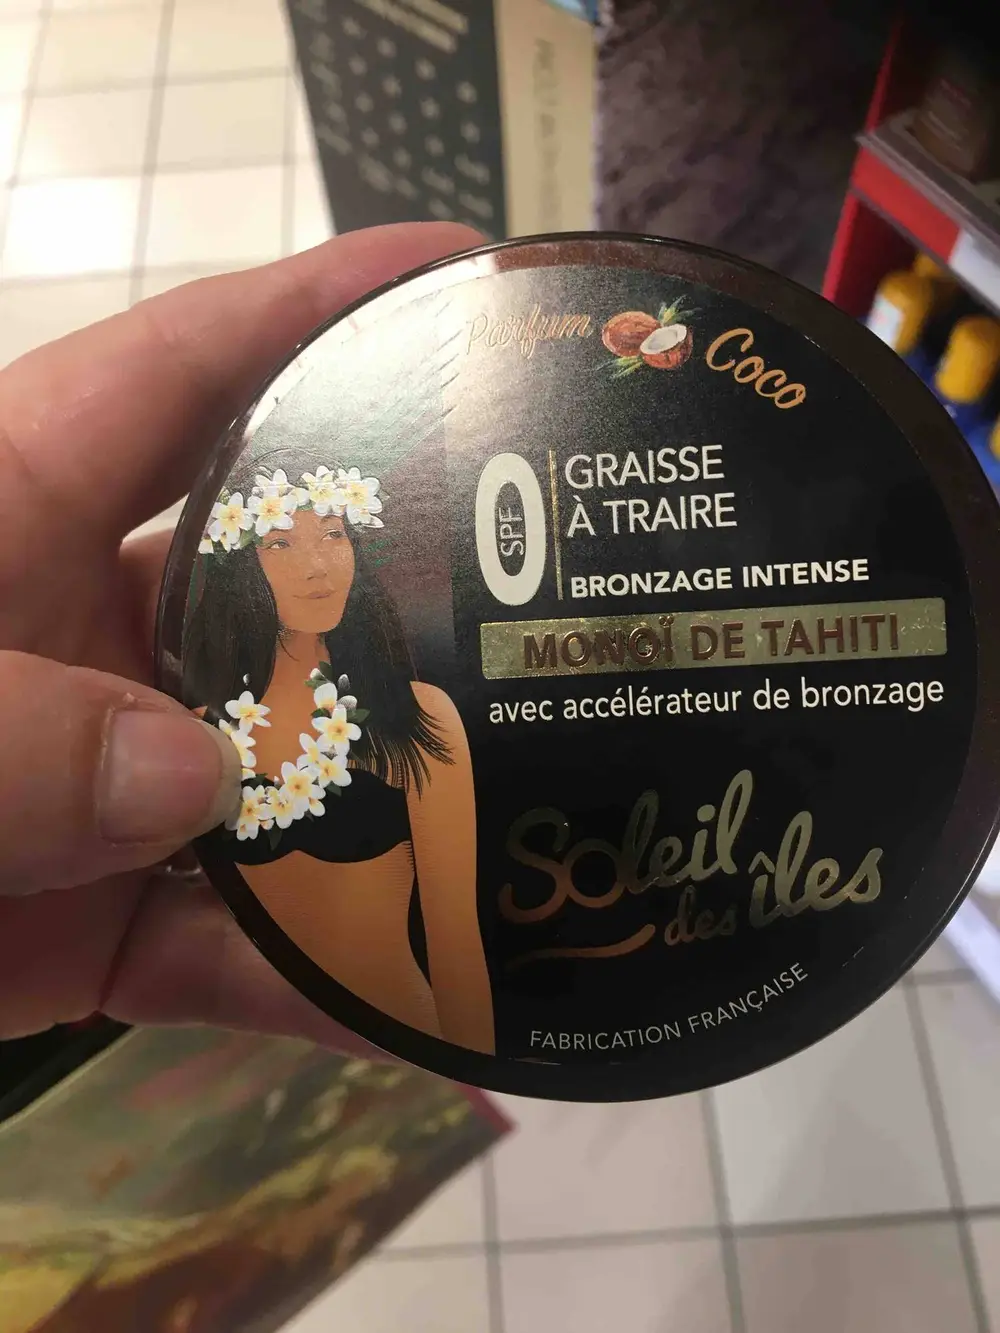 Parfum Coco
SPF 0
GRAISSE
À TRAIRE
BRONZAGE INTENSE
MONOÏ DE TAHITI
avec accélérateur de bronzage
Soleil
des îles
FABRICATION FRANÇAISE